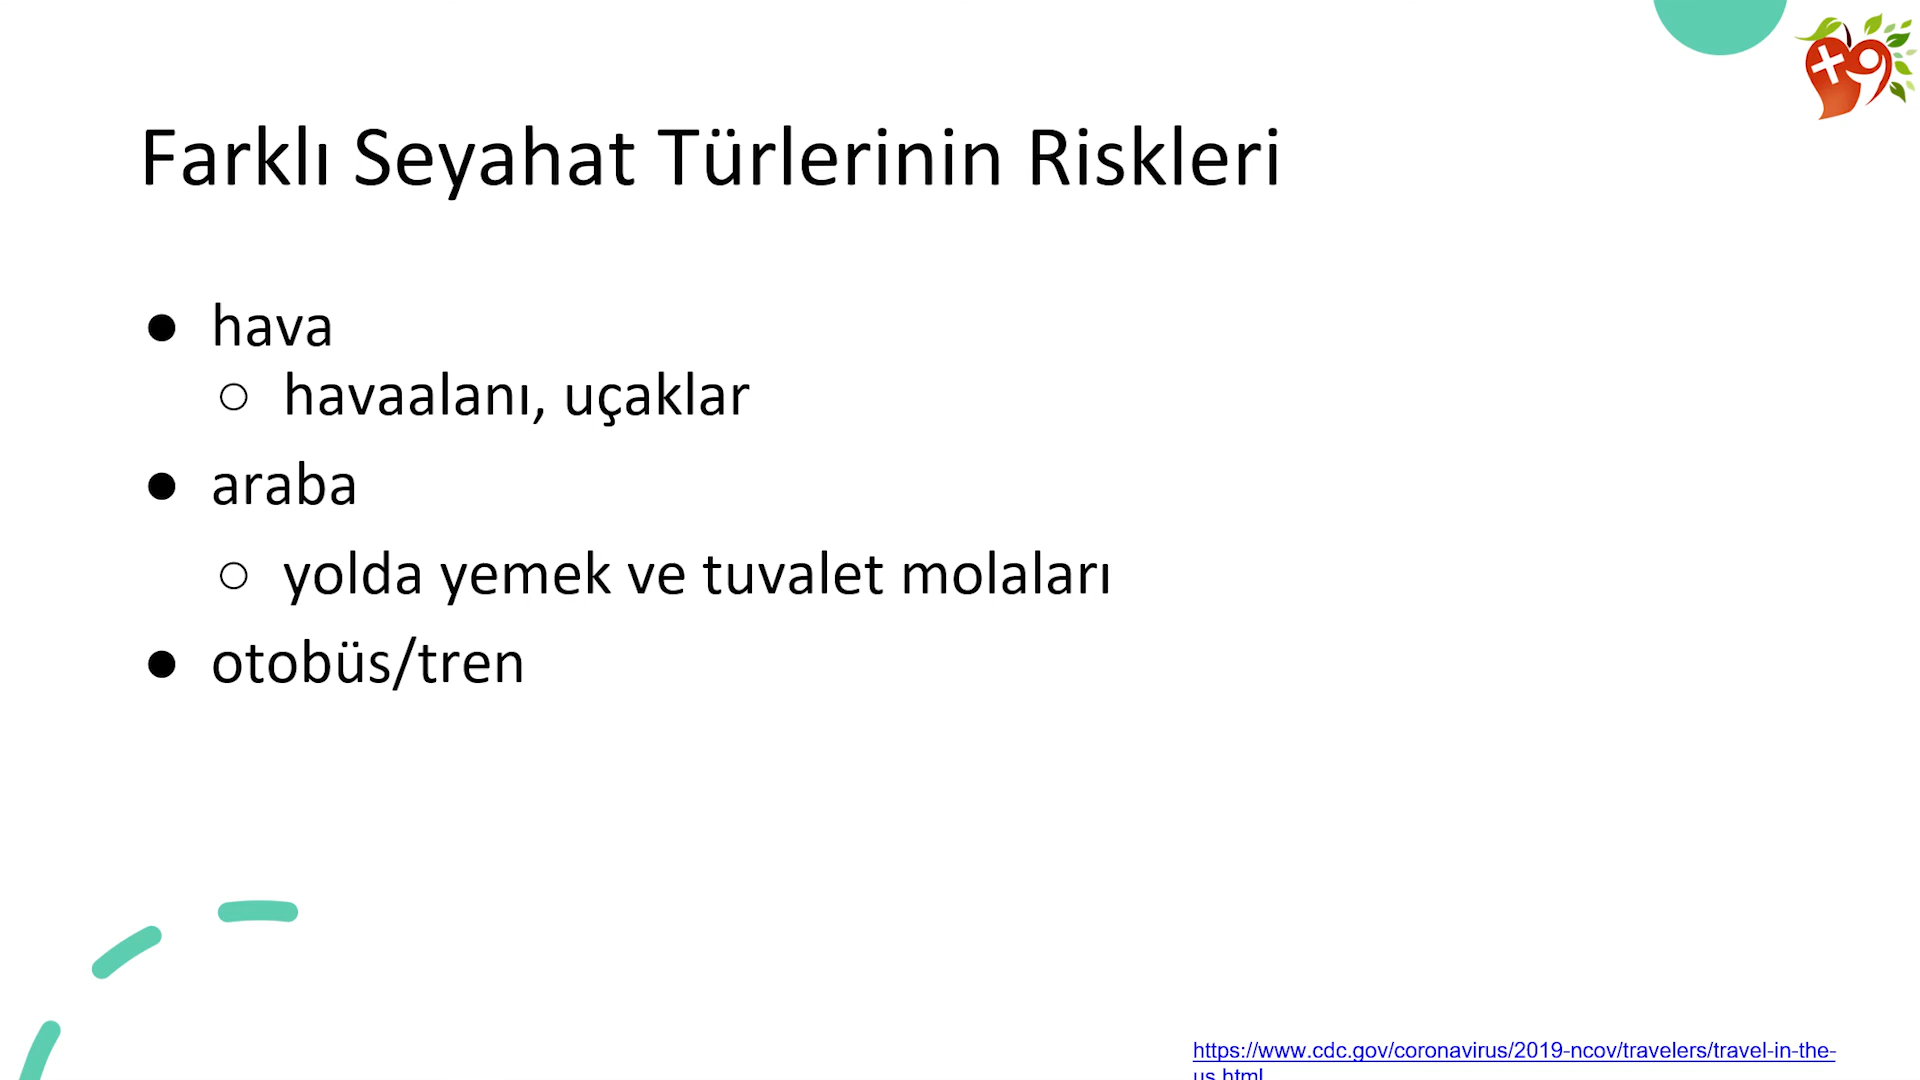 Farklı Seyahat Türlerinin Riskleri
● hava
○ havaalanı, uçaklar
● araba
○ yolda yemek ve tuvalet molaları
● otobüs/tren
https://www.cdc.gov/coronavirus/2019-ncov/travelers/travel-in-the-
us.html